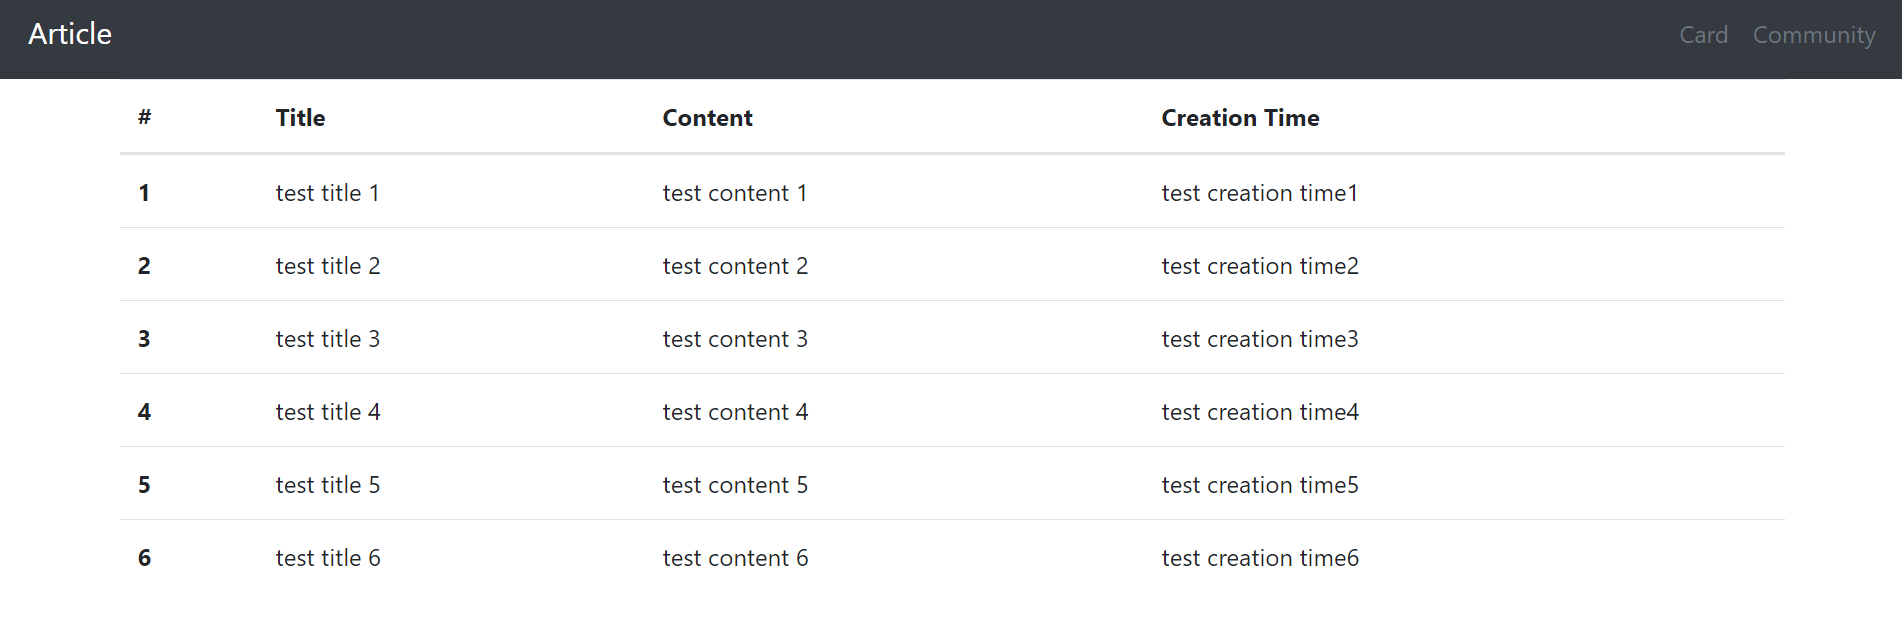 Article Card Community
# Title Content Creation Time
1 test title 1 test content 1 test creation time1
2 test title 2 test content 2 test creation time2
3 test title 3 test content 3 test creation time3
4 test title 4 test content 4 test creation time4
5 test title 5 test content 5 test creation time5
6 test title 6 test content 6 test creation time6